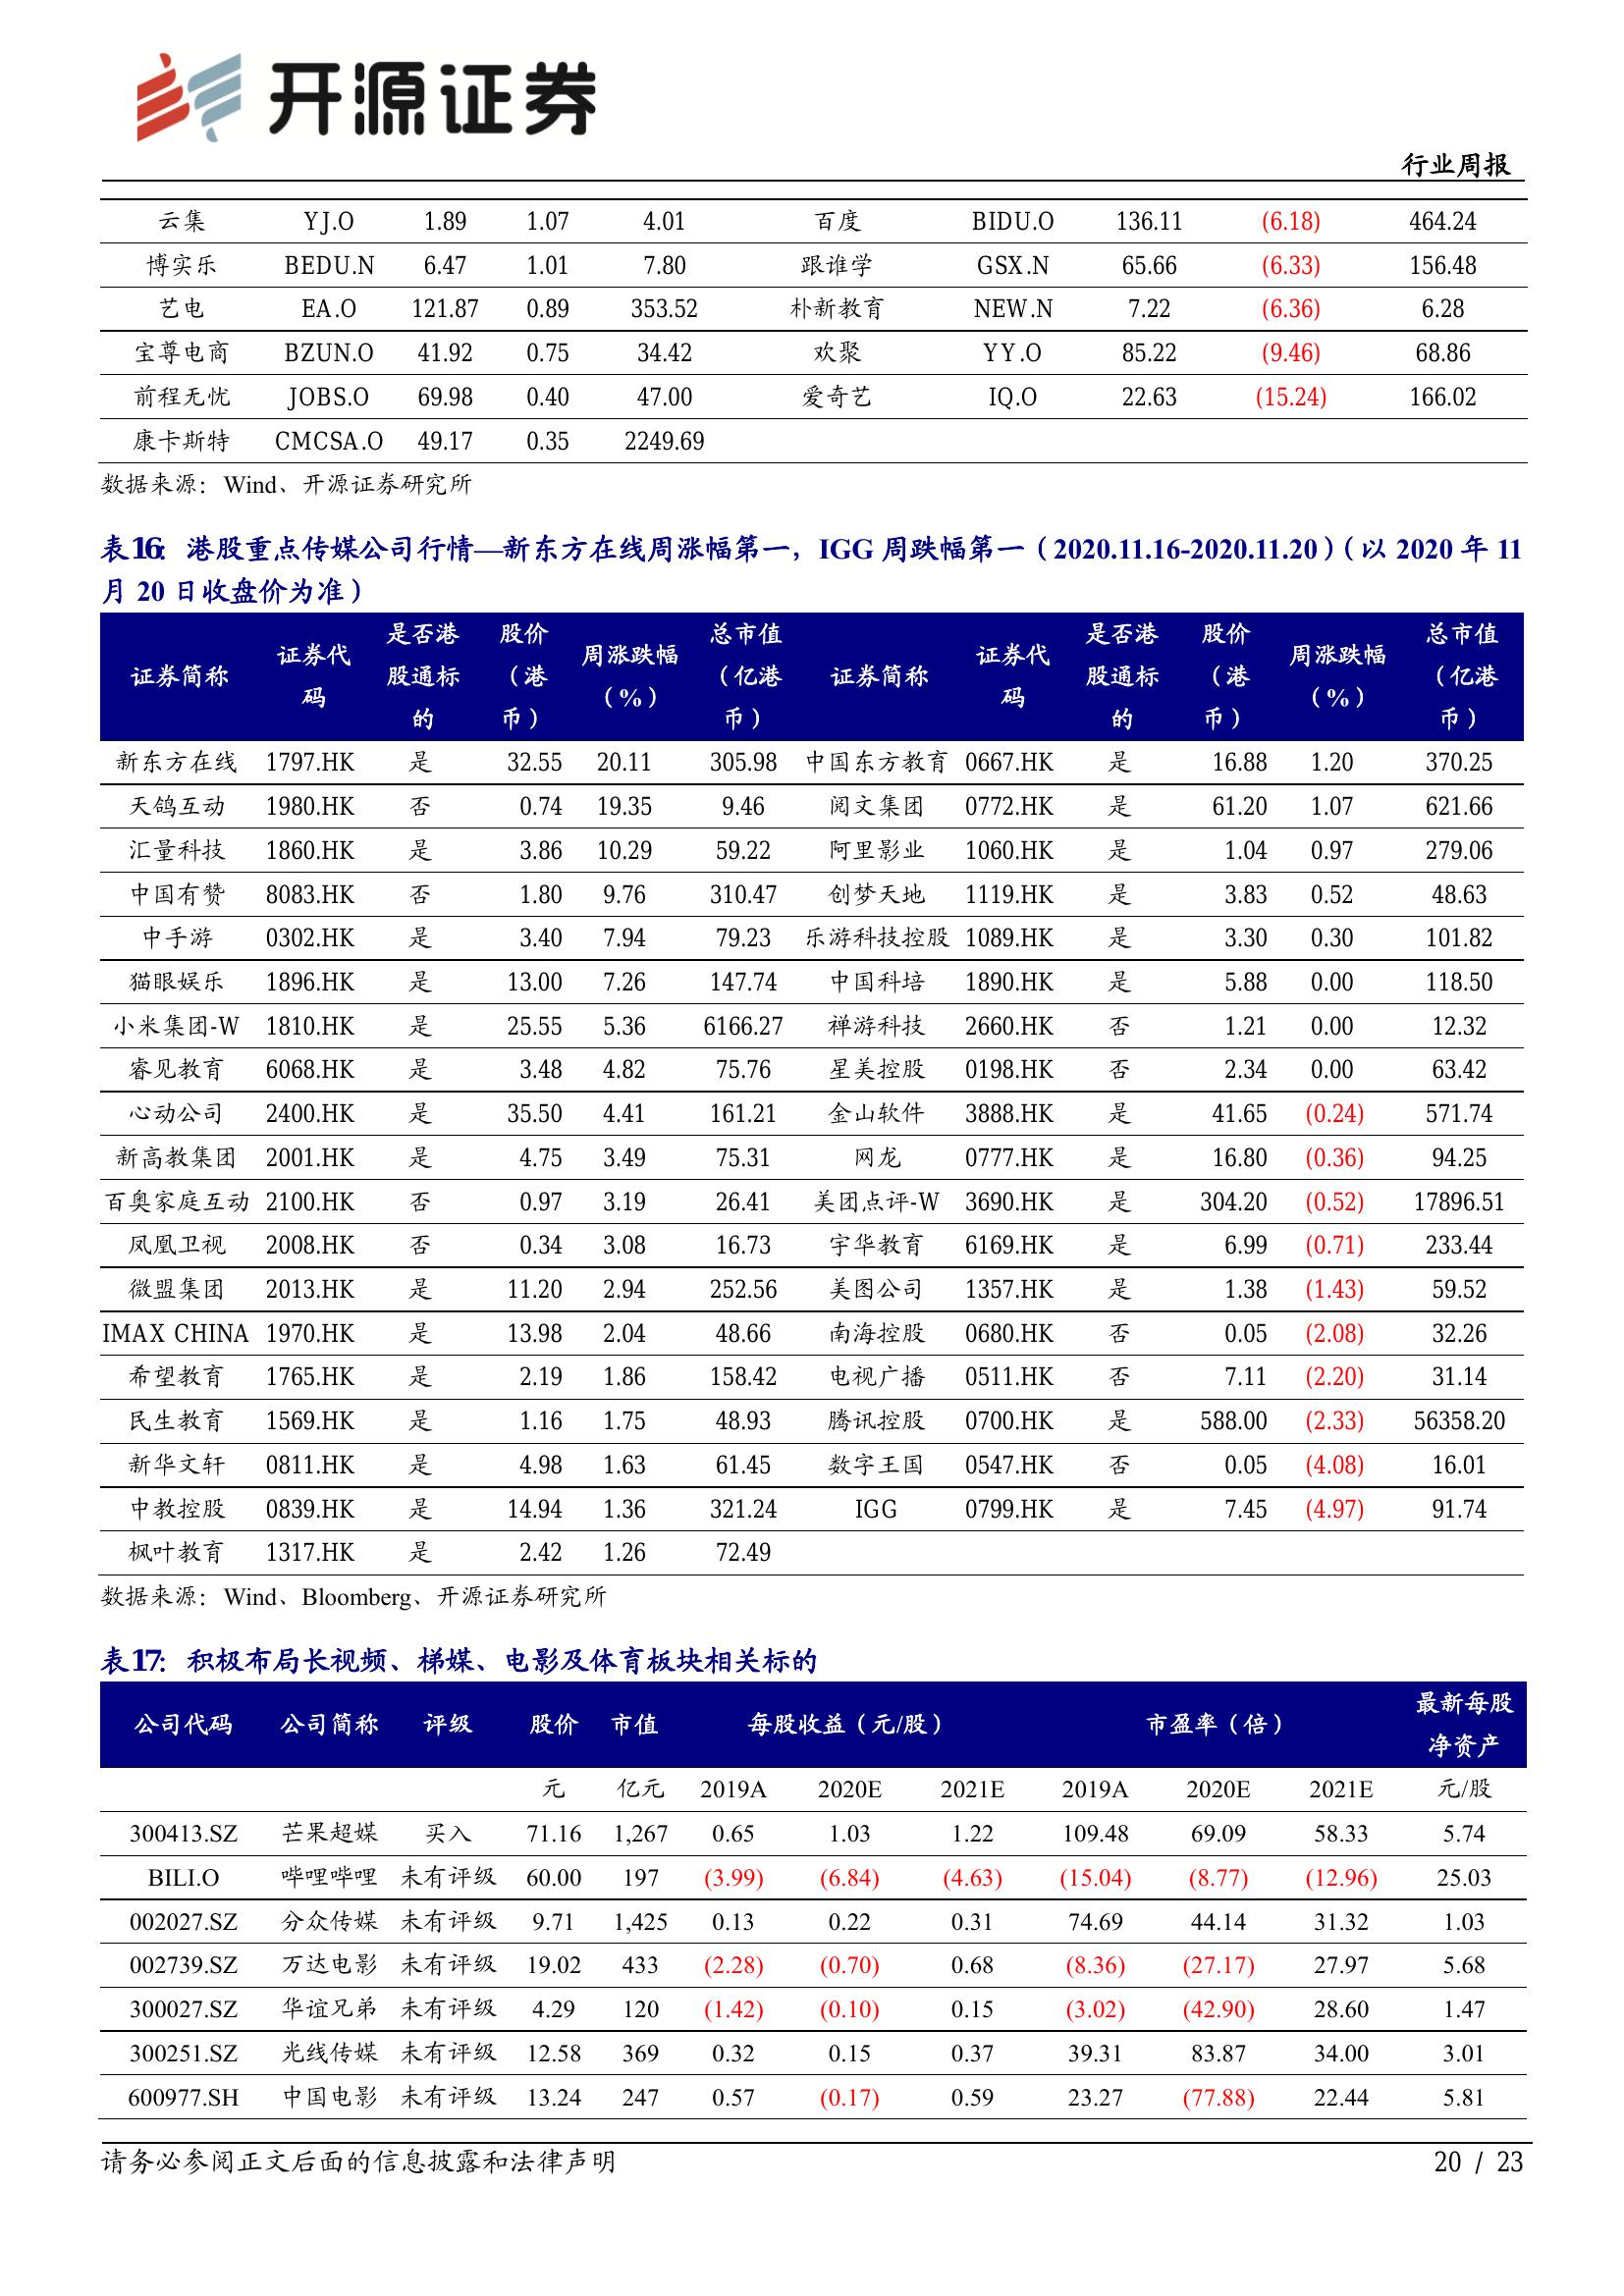 开源证券
行业周报
云集 YJ.O 1.89 1.07 4.01 百度 BIDU.O 136.11 (6.18) 464.24
博实乐 BEDU.N 6.47 1.01 7.80 跟谁学 GSX.N 65.66 (6.33) 156.48
艺电 EA.O 121.87 0.89 353.52 朴新教育 NEW.N 7.22 (6.36) 6.28
宝尊电商 BZUN.O 41.92 0.75 34.42 欢聚 YY.O 85.22 (9.46) 68.86
前程无忧 JOBS.O 69.98 0.40 47.00 爱奇艺 IQ.O 22.63 (15.24) 166.02
康卡斯特 CMCSA.O 49.17 0.35 2249.69
数据来源：Wind、开源证券研究所
表16：港股重点传媒公司行情—新东方在线周涨幅第一，IGG 周跌幅第一（2020.11.16-2020.11.20）（以 2020 年 11
月 20 日收盘价为准）
证券简称 证券代码 是否港股通标的 股价（港币） 周涨跌幅（%） 总市值（亿港币） 证券简称 证券代码 是否港股通标的 股价（港币） 周涨跌幅（%） 总市值（亿港币）
新东方在线 1797.HK 是 32.55 20.11 305.98 中国东方教育 0667.HK 是 16.88 1.20 370.25
天鸽互动 1980.HK 否 0.74 19.35 9.46 阅文集团 0772.HK 是 61.20 1.07 621.66
汇量科技 1860.HK 是 3.86 10.29 59.22 阿里影业 1060.HK 是 1.04 0.97 279.06
中国有赞 8083.HK 否 1.80 9.76 310.47 创梦天地 1119.HK 是 3.83 0.52 48.63
中手游 0302.HK 是 3.40 7.94 79.23 乐游科技控股 1089.HK 是 3.30 0.30 101.82
猫眼娱乐 1896.HK 是 13.00 7.26 147.74 中国科培 1890.HK 是 5.88 0.00 118.50
小米集团-W 1810.HK 是 25.55 5.36 6166.27 禅游科技 2660.HK 否 1.21 0.00 12.32
睿见教育 6068.HK 是 3.48 4.82 75.76 星美控股 0198.HK 否 2.34 0.00 63.42
心动公司 2400.HK 是 35.50 4.41 161.21 金山软件 3888.HK 是 41.65 (0.24) 571.74
新高教集团 2001.HK 是 4.75 3.49 75.31 网龙 0777.HK 是 16.80 (0.36) 94.25
百奥家庭互动 2100.HK 否 0.97 3.19 26.41 美团点评-W 3690.HK 是 304.20 (0.52) 17896.51
凤凰卫视 2008.HK 否 0.34 3.08 16.73 宇华教育 6169.HK 是 6.99 (0.71) 233.44
微盟集团 2013.HK 是 11.20 2.94 252.56 美图公司 1357.HK 是 1.38 (1.43) 59.52
IMAX CHINA 1970.HK 是 13.98 2.04 48.66 南海控股 0680.HK 否 0.05 (2.08) 32.26
希望教育 1765.HK 是 2.19 1.86 158.42 电视广播 0511.HK 否 7.11 (2.20) 31.14
民生教育 1569.HK 是 1.16 1.75 48.93 腾讯控股 0700.HK 是 588.00 (2.33) 56358.20
新华文轩 0811.HK 是 4.98 1.63 61.45 数字王国 0547.HK 否 0.05 (4.08) 16.01
中教控股 0839.HK 是 14.94 1.36 321.24 IGG 0799.HK 是 7.45 (4.97) 91.74
枫叶教育 1317.HK 是 2.42 1.26 72.49
数据来源：Wind、Bloomberg、开源证券研究所
表17：积极布局长视频、梯媒、电影及体育板块相关标的
公司代码 公司简称 评级 股价 市值 每股收益（元/股） 市盈率（倍） 最新每股净资产
元 亿元 2019A 2020E 2021E 2019A 2020E 2021E 元/股
300413.SZ 芒果超媒 买入 71.16 1,267 0.65 1.03 1.22 109.48 69.09 58.33 5.74
BILI.O 哔哩哔哩 未有评级 60.00 197 (3.99) (6.84) (4.63) (15.04) (8.77) (12.96) 25.03
002027.SZ 分众传媒 未有评级 9.71 1,425 0.13 0.22 0.31 74.69 44.14 31.32 1.03
002739.SZ 万达电影 未有评级 19.02 433 (2.28) (0.70) 0.68 (8.36) (27.17) 27.97 5.68
300027.SZ 华谊兄弟 未有评级 4.29 120 (1.42) (0.10) 0.15 (3.02) (42.90) 28.60 1.47
300251.SZ 光线传媒 未有评级 12.58 369 0.32 0.15 0.37 39.31 83.87 34.00 3.01
600977.SH 中国电影 未有评级 13.24 247 0.57 (0.17) 0.59 23.27 (77.88) 22.44 5.81
请务必参阅正文后面的信息披露和法律声明
20 / 23